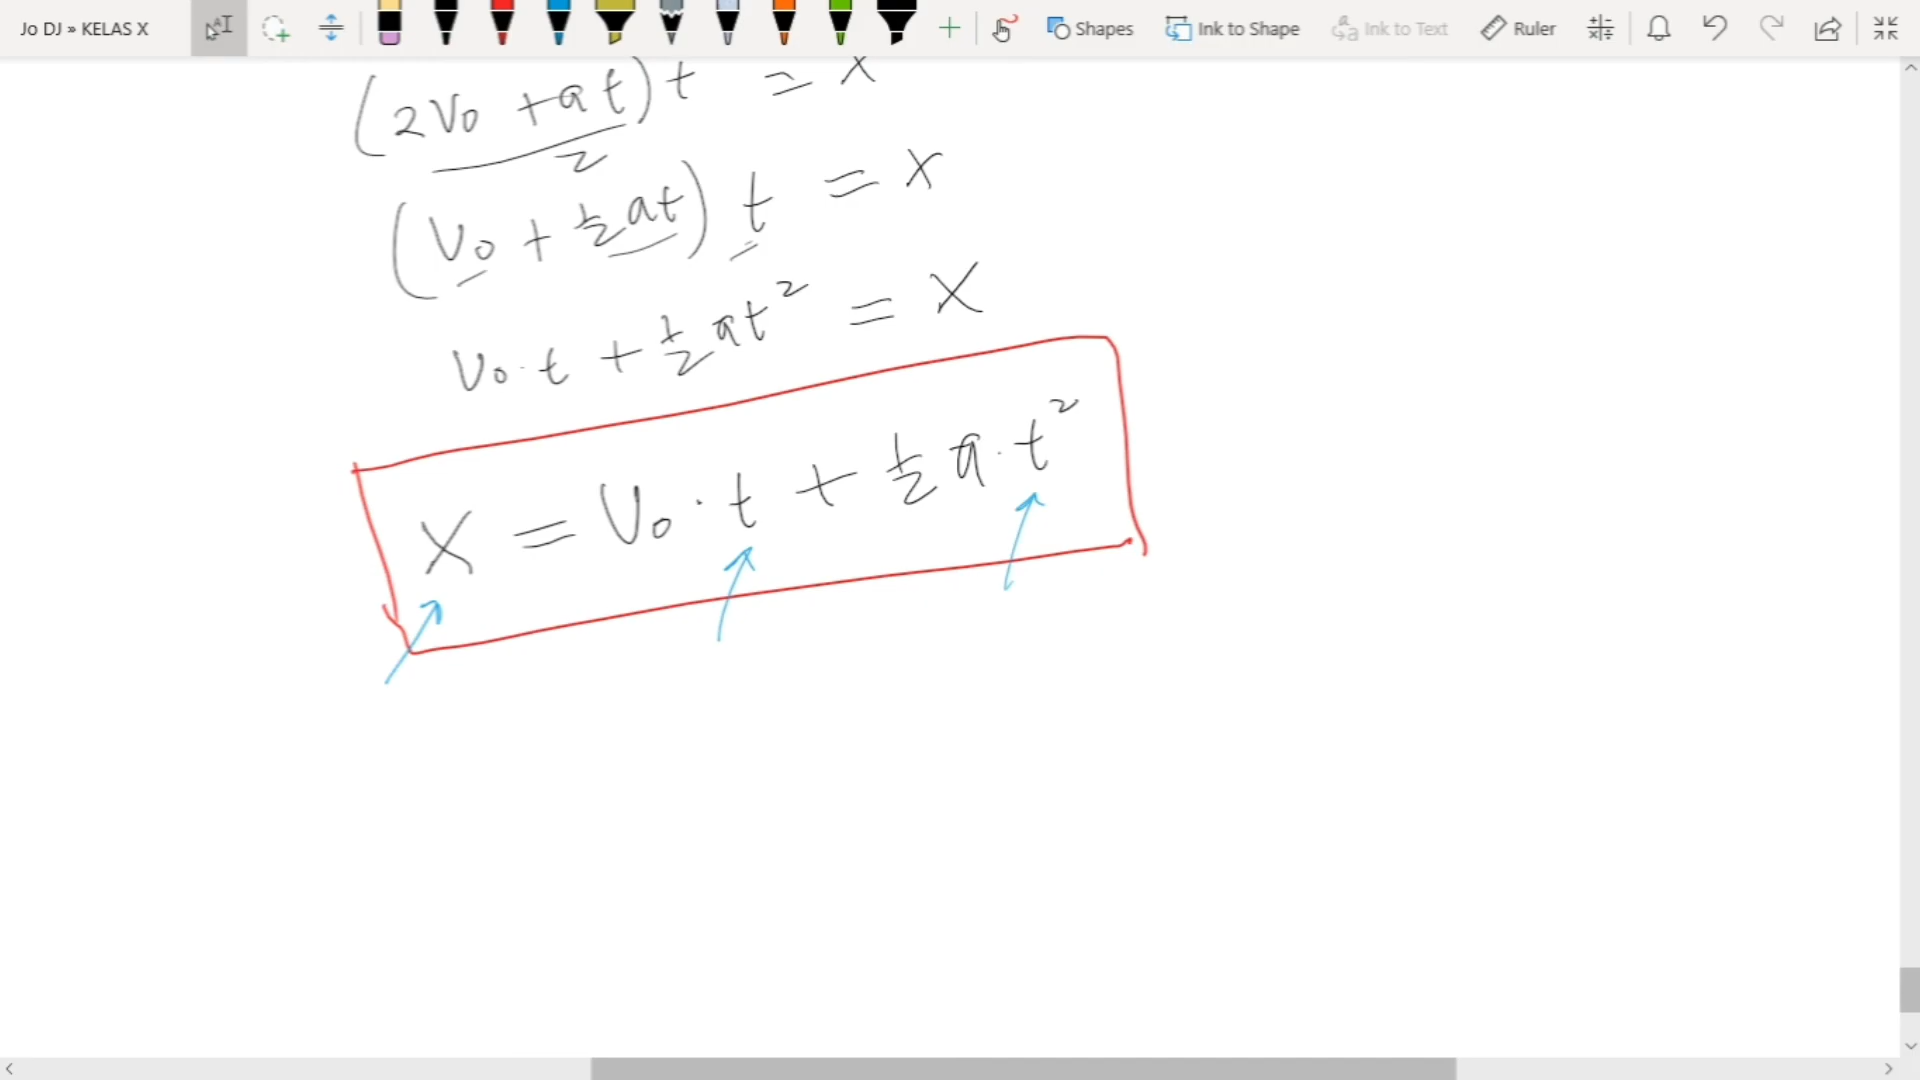 Jo DJ » KELAS X
Shapes
Ink to Shape
Ink to Text
Ruler
(2V₀ + at)/2 t = X
(V₀ + ½at) t = X
V₀·t + ½at² = X
X = V₀·t + ½a·t²